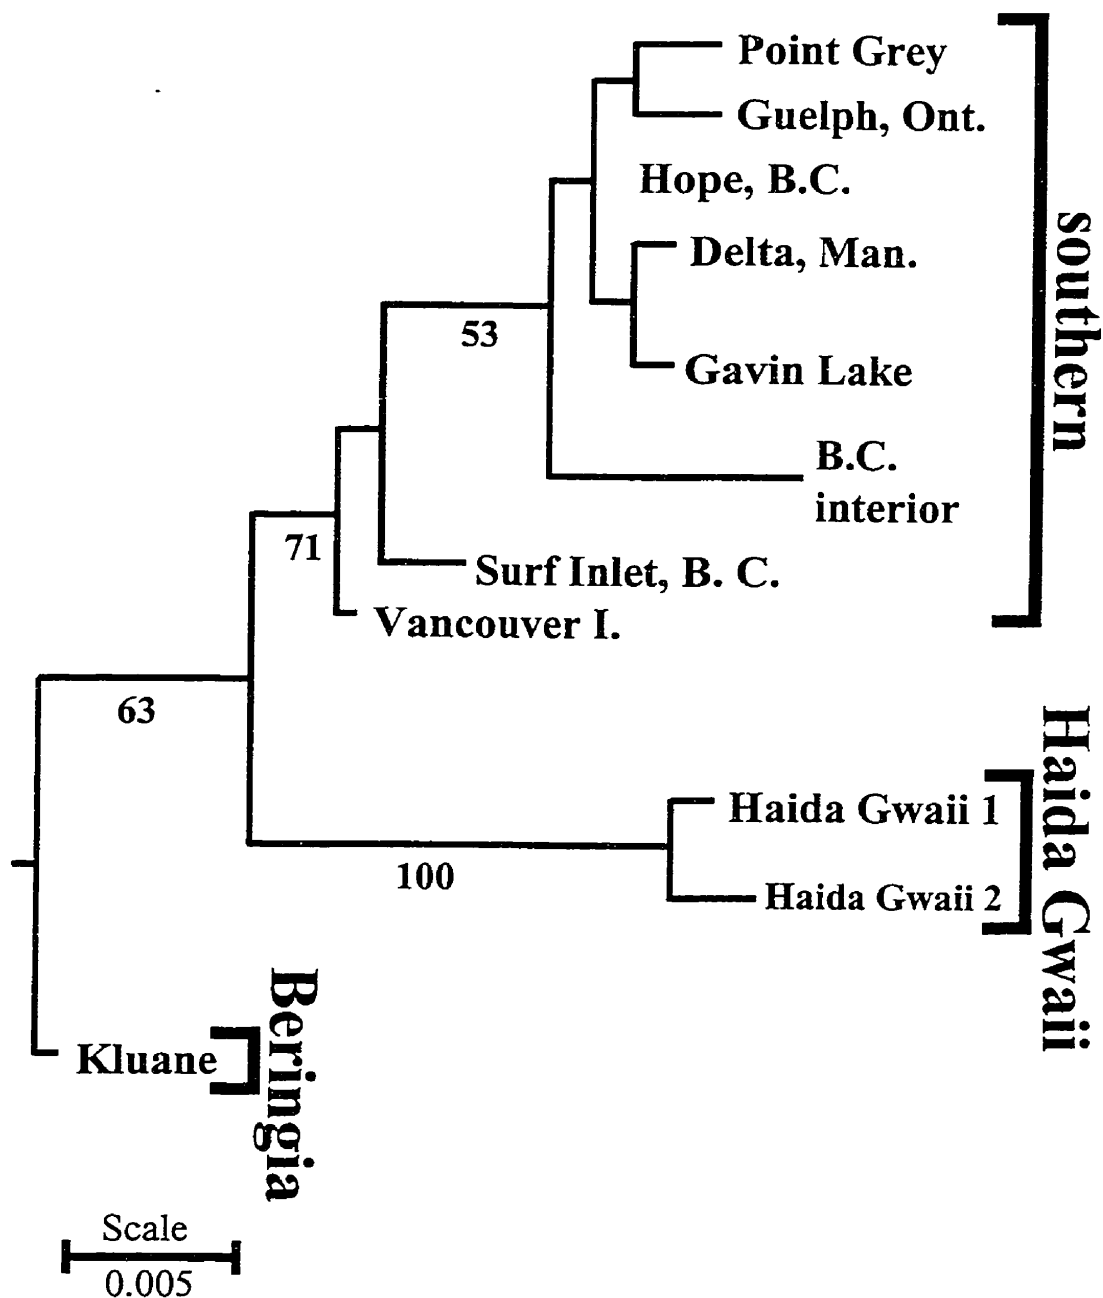 Point Grey
Guelph, Ont.
Hope, B.C.
Delta, Man.
Gavin Lake
B.C.
interior
Surf Inlet, B. C.
Vancouver I.
southern
53
71
63
100
Haida Gwaii 1
Haida Gwaii 2
Haida Gwaii
Kluane
Beringia
Scale
0.005